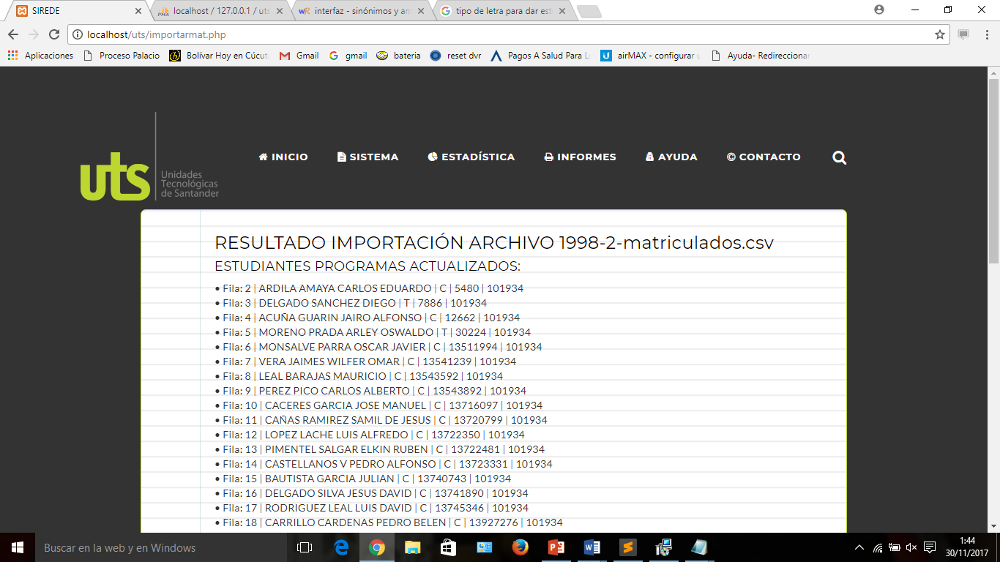 SIREDE
localhost / 127.0.0.1 / uts
interfaz - sinónimos y an
tipo de letra para dar est
localhost/uts/importarmat.php
Aplicaciones
Proceso Palacio
Bolívar Hoy en Cúcut
Gmail
gmail
bateria
reset dvr
Pagos A Salud Para L
airMAX - configurar u
Ayuda- Redireccionar
uts
Unidades
Tecnológicas
de Santander
INICIO
SISTEMA
ESTADÍSTICA
INFORMES
AYUDA
CONTACTO
RESULTADO IMPORTACIÓN ARCHIVO 1998-2-matriculados.csv
ESTUDIANTES PROGRAMAS ACTUALIZADOS:
• Fila: 2 | ARDILA AMAYA CARLOS EDUARDO | C | 5480 | 101934
• Fila: 3 | DELGADO SANCHEZ DIEGO | T | 7886 | 101934
• Fila: 4 | ACUÑA GUARIN JAIRO ALFONSO | C | 12662 | 101934
• Fila: 5 | MORENO PRADA ARLEY OSWALDO | T | 30224 | 101934
• Fila: 6 | MONSALVE PARRA OSCAR JAVIER | C | 13511994 | 101934
• Fila: 7 | VERA JAIMES WILFER OMAR | C | 13541239 | 101934
• Fila: 8 | LEAL BARAJAS MAURICIO | C | 13543592 | 101934
• Fila: 9 | PEREZ PICO CARLOS ALBERTO | C | 13543892 | 101934
• Fila: 10 | CACERES GARCIA JOSE MANUEL | C | 13716097 | 101934
• Fila: 11 | CAÑAS RAMIREZ SAMIL DE JESUS | C | 13720799 | 101934
• Fila: 12 | LOPEZ LACHE LUIS ALFREDO | C | 13722350 | 101934
• Fila: 13 | PIMENTEL SALGAR ELKIN RUBEN | C | 13722481 | 101934
• Fila: 14 | CASTELLANOS V PEDRO ALFONSO | C | 13723331 | 101934
• Fila: 15 | BAUTISTA GARCIA JULIAN | C | 13740743 | 101934
• Fila: 16 | DELGADO SILVA JESUS DAVID | C | 13741890 | 101934
• Fila: 17 | RODRIGUEZ LEAL LUIS DAVID | C | 13745346 | 101934
• Fila: 18 | CARRILLO CARDENAS PEDRO BELEN | C | 13927276 | 101934
Buscar en la web y en Windows
1:44
30/11/2017